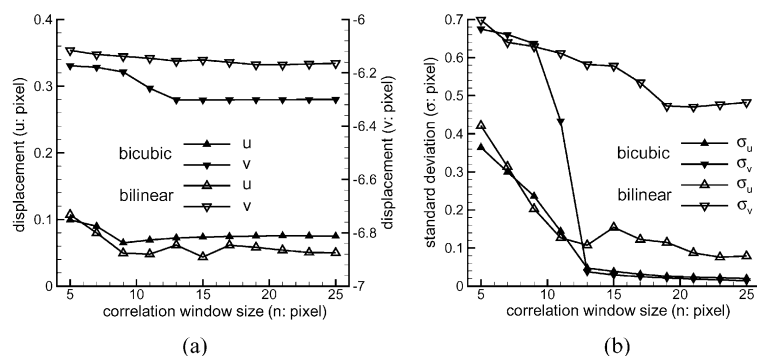 0.4
0.3
0.2
0.1
0
displacement (u: pixel)
-6
-6.2
-6.4
-6.6
-6.8
-7
displacement (v: pixel)
bicubic
u
v
bilinear
u
v
5 10 15 20 25
correlation window size (n: pixel)
(a)
0.7
0.6
0.5
0.4
0.3
0.2
0.1
0
standard deviation (σ: pixel)
bicubic
σu
σv
bilinear
σu
σv
5 10 15 20 25
correlation window size (n: pixel)
(b)